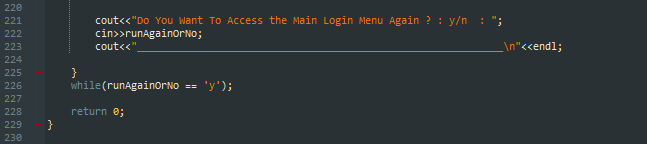 220
221 cout<<"Do You Want To Access the Main Login Menu Again ? : y/n  : ";
222 cin>>runAgainOrNo;
223 cout<<"_____________________________________________________\n"<<endl;
224
225 }
226 while(runAgainOrNo == 'y');
227
228 return 0;
229 }
230